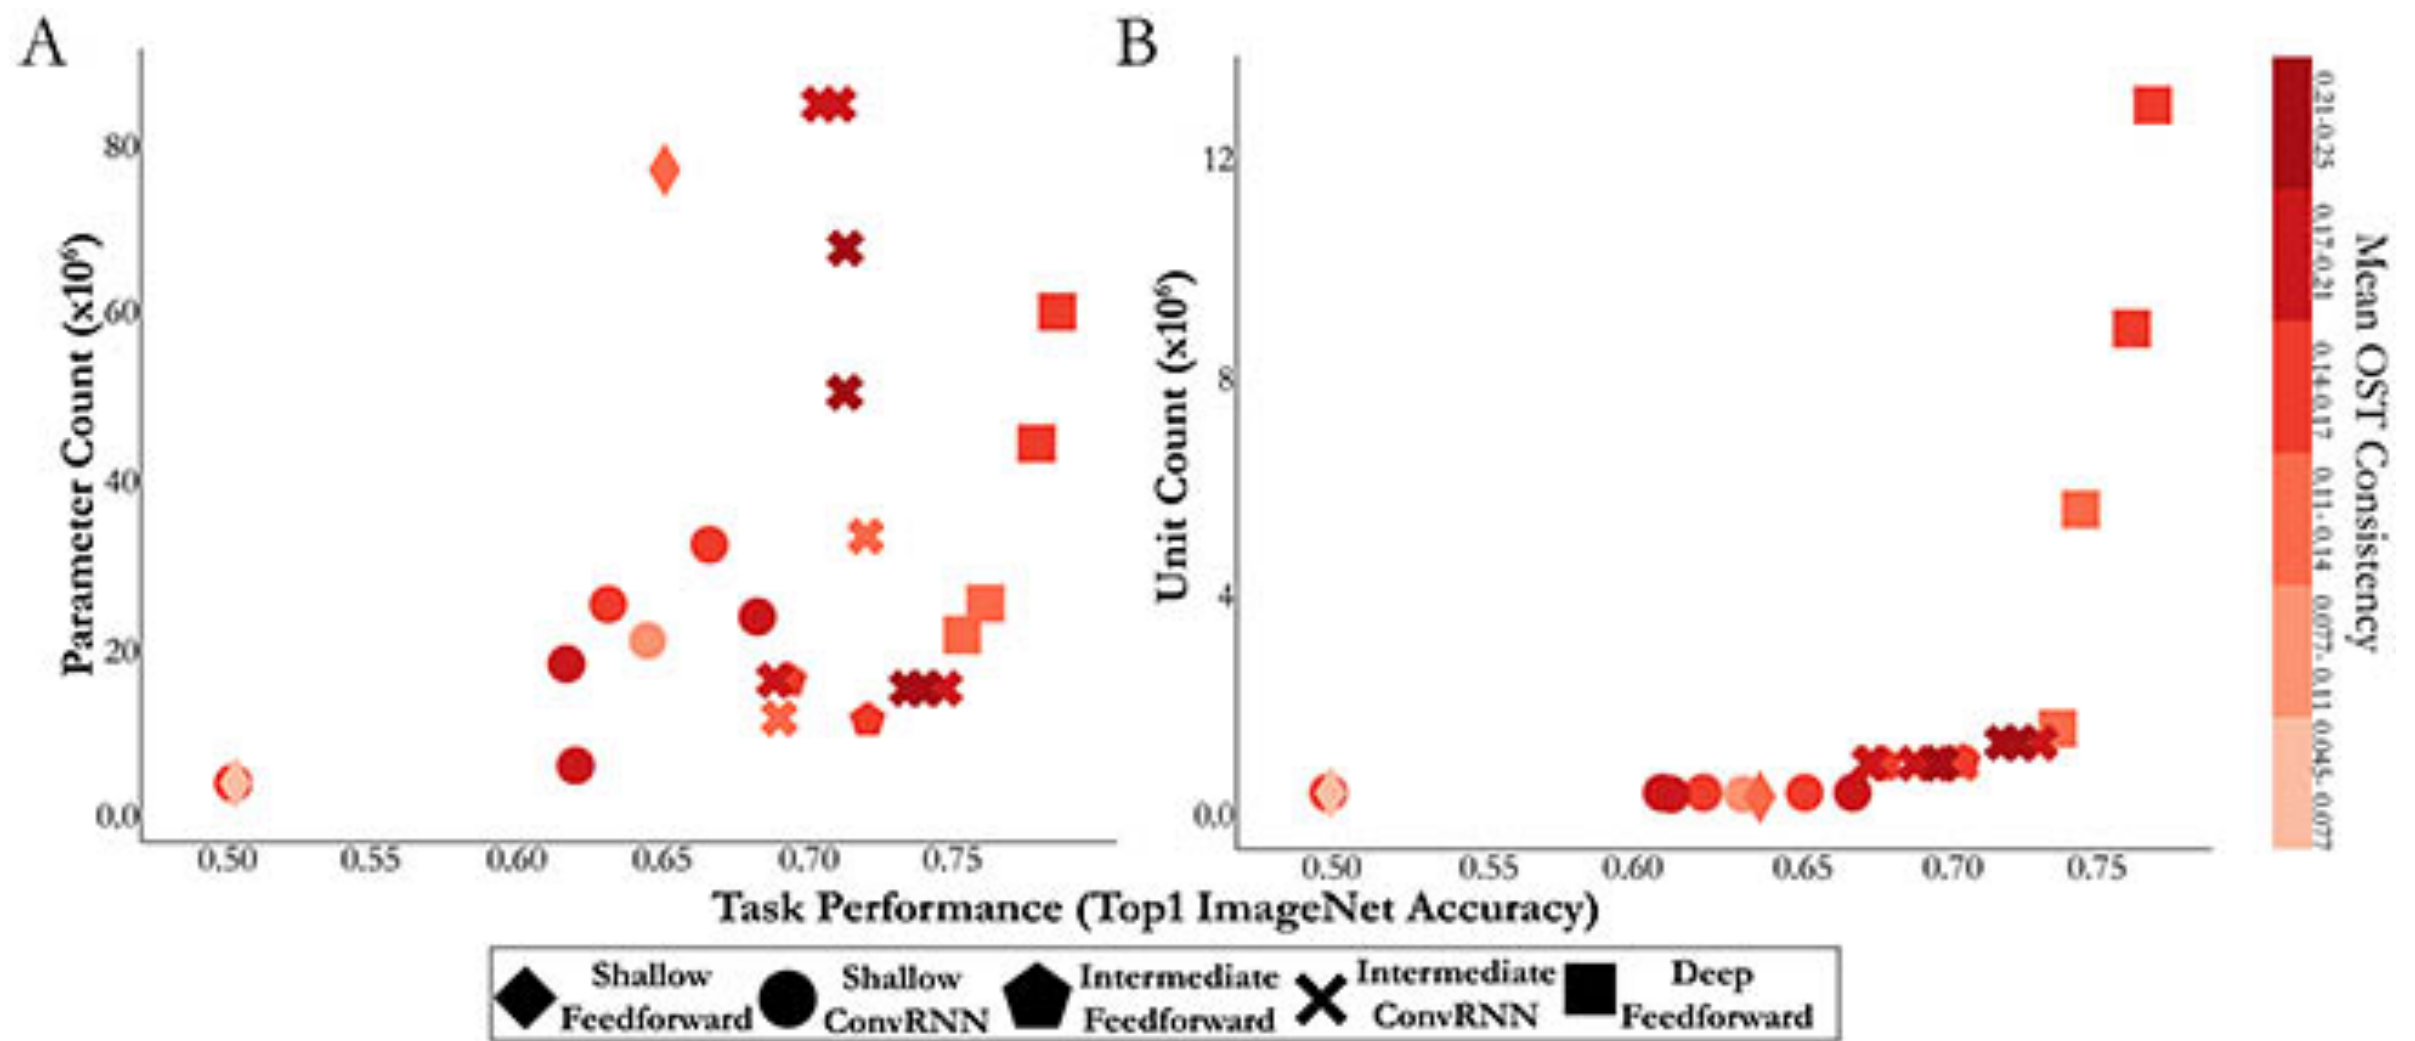 A
B
80
60
40
20
0.0
Parameter Count (x10⁶)
0.50 0.55 0.60 0.65 0.70 0.75
12
8
4
0.0
Unit Count (x10⁶)
0.50 0.55 0.60 0.65 0.70 0.75
0.21-0.25
0.17-0.21
0.14-0.17
0.11-0.14
0.077-0.11
0.045-0.077
Mean OST Consistency
Task Performance (Top1 ImageNet Accuracy)
Shallow
Feedforward
Shallow
ConvRNN
Intermediate
Feedforward
Intermediate
ConvRNN
Deep
Feedforward